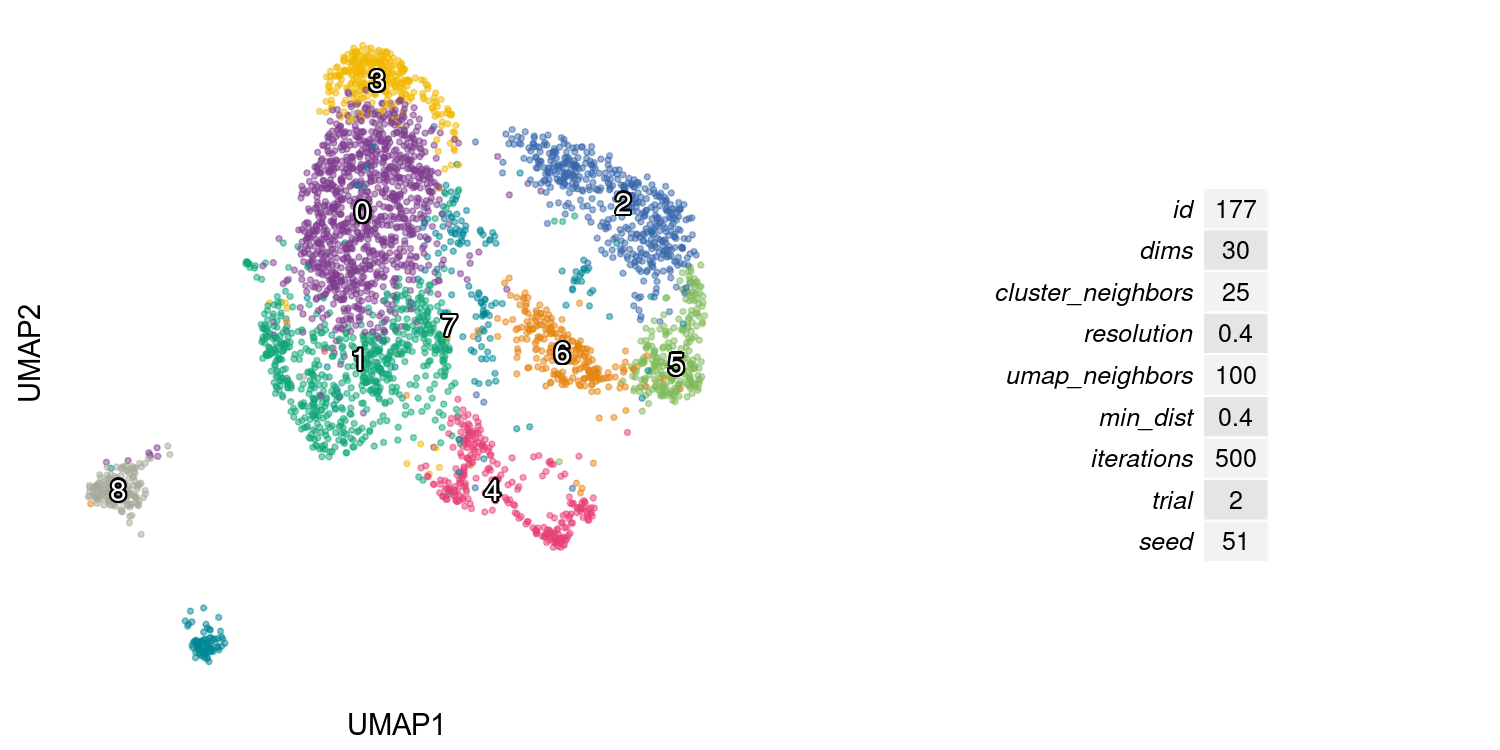 3
0
2
7
1
6
5
4
8
UMAP2
UMAP1
id 177
dims 30
cluster_neighbors 25
resolution 0.4
umap_neighbors 100
min_dist 0.4
iterations 500
trial 2
seed 51